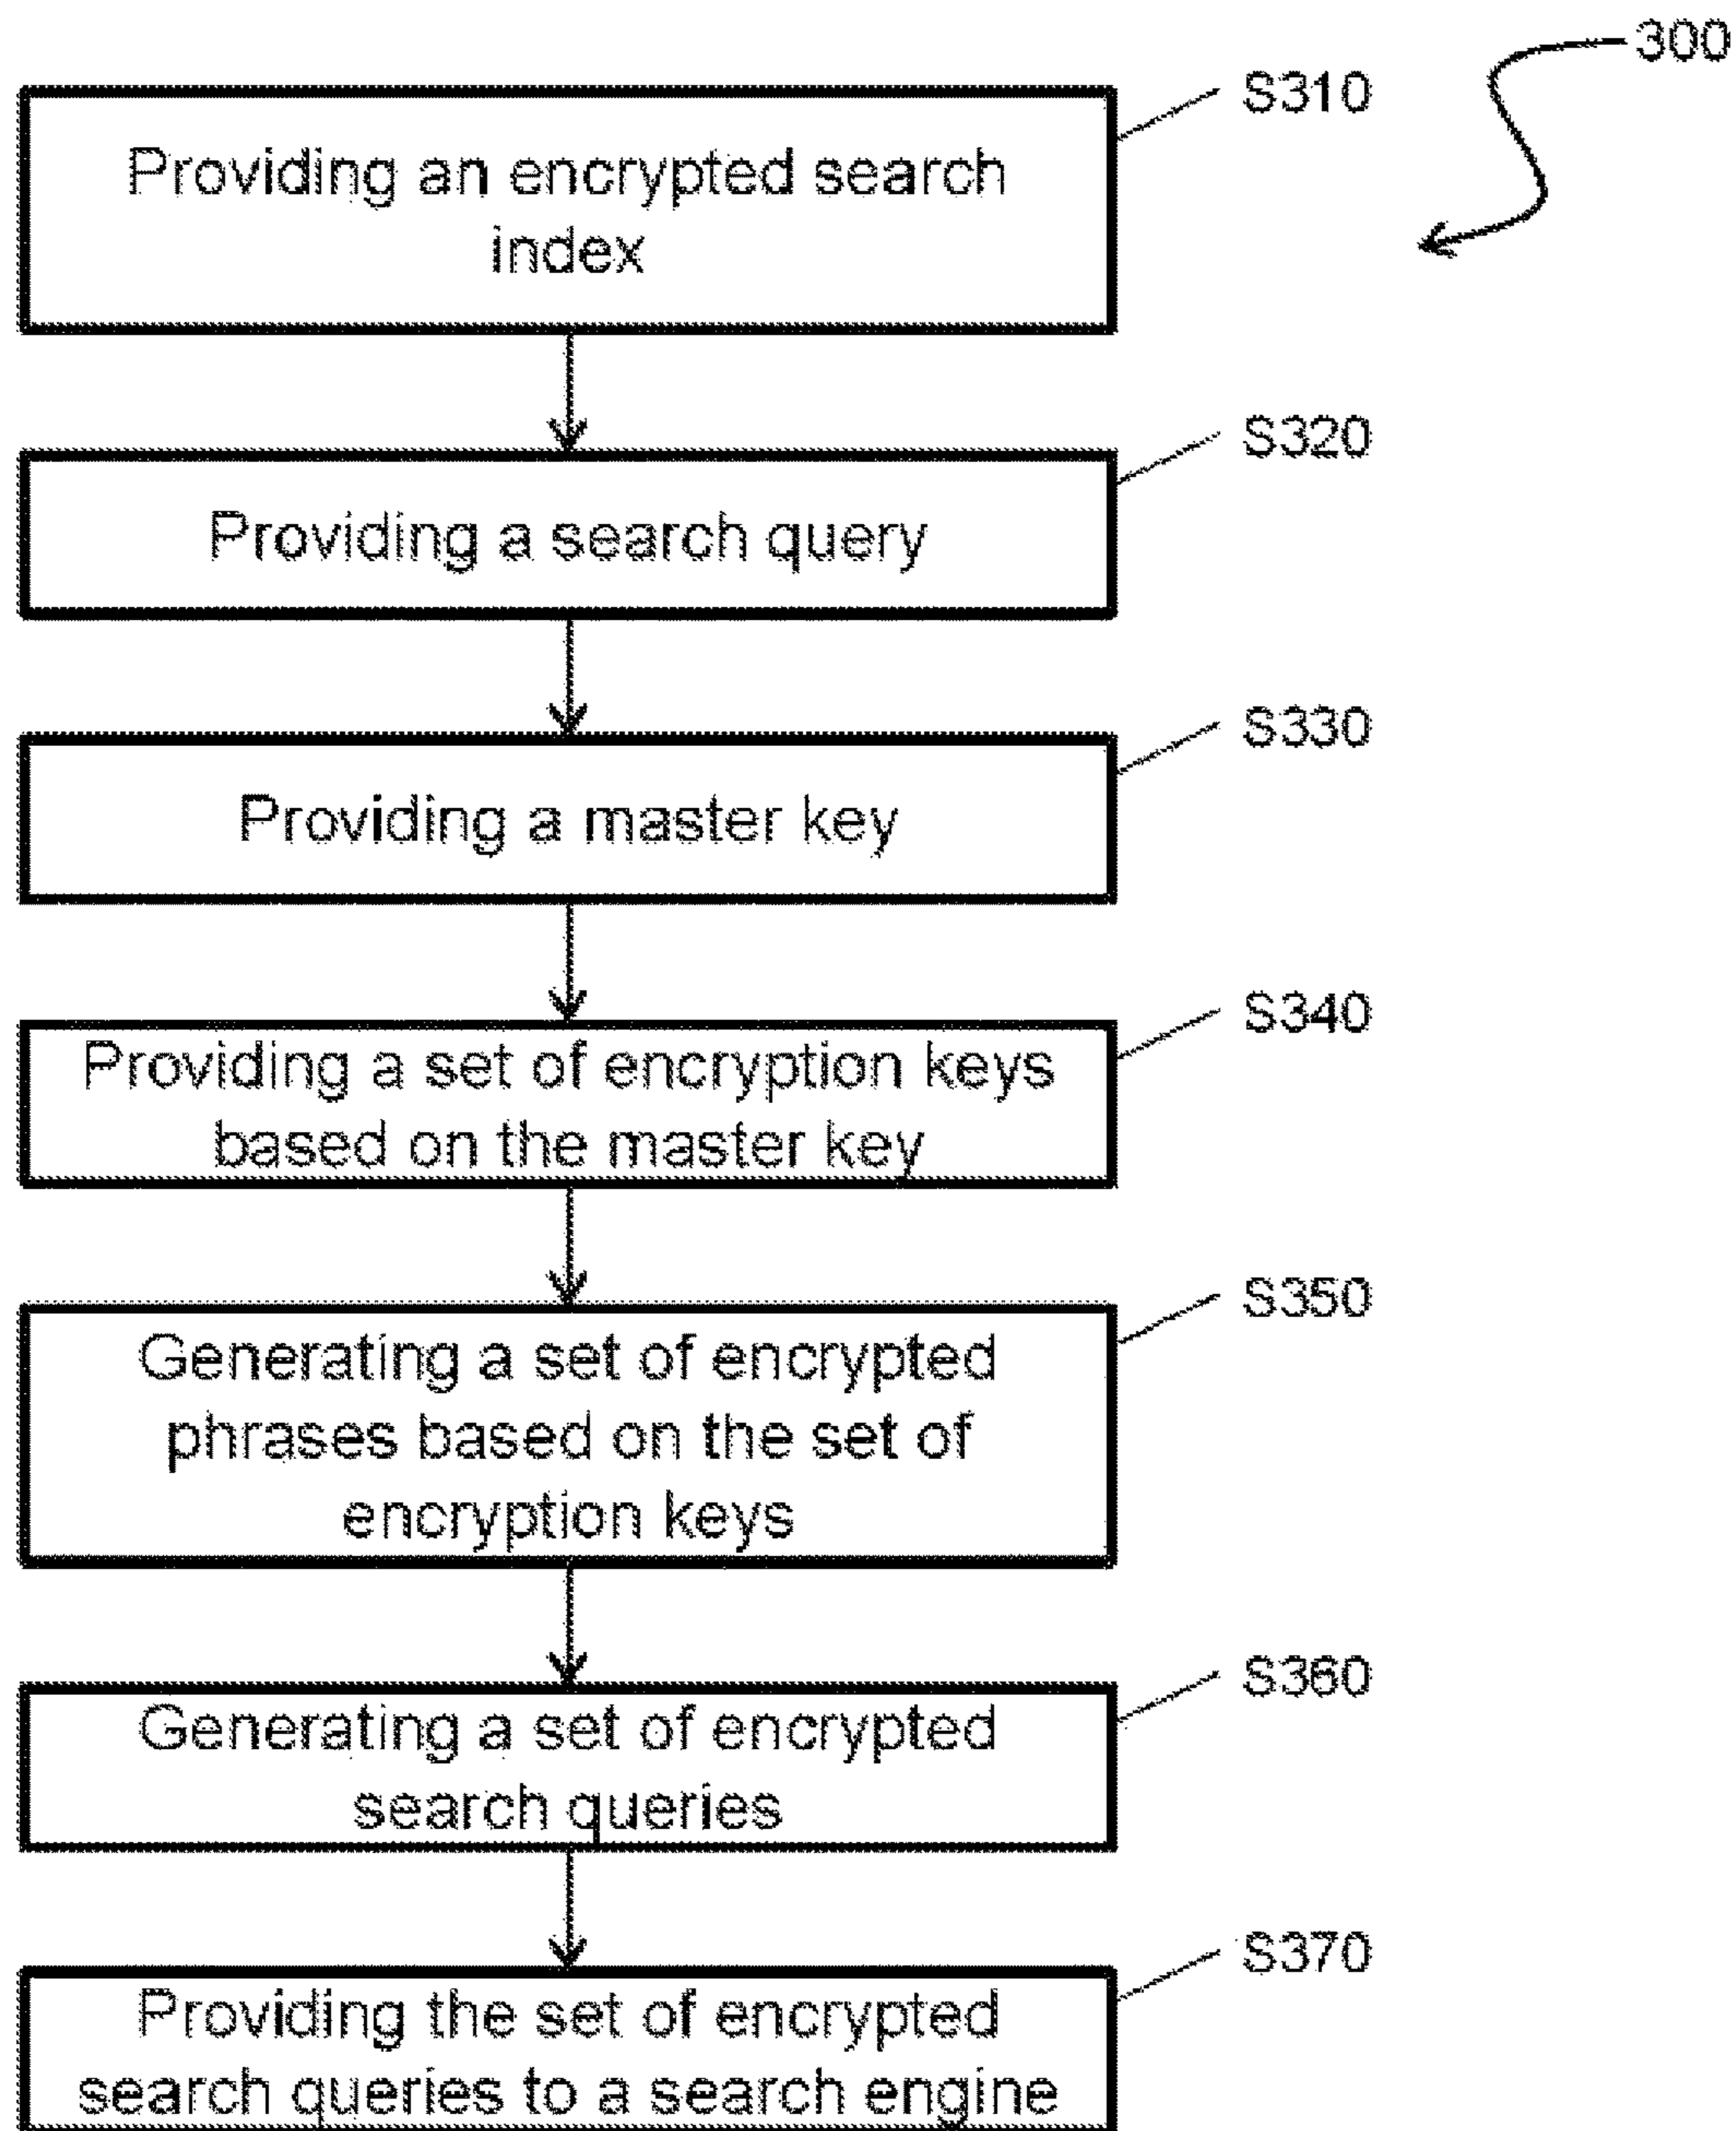 300
S310
Providing an encrypted search
index
S320
Providing a search query
S330
Providing a master key
S340
Providing a set of encryption keys
based on the master key
S350
Generating a set of encrypted
phrases based on the set of
encryption keys
S360
Generating a set of encrypted
search queries
S370
Providing the set of encrypted
search queries to a search engine